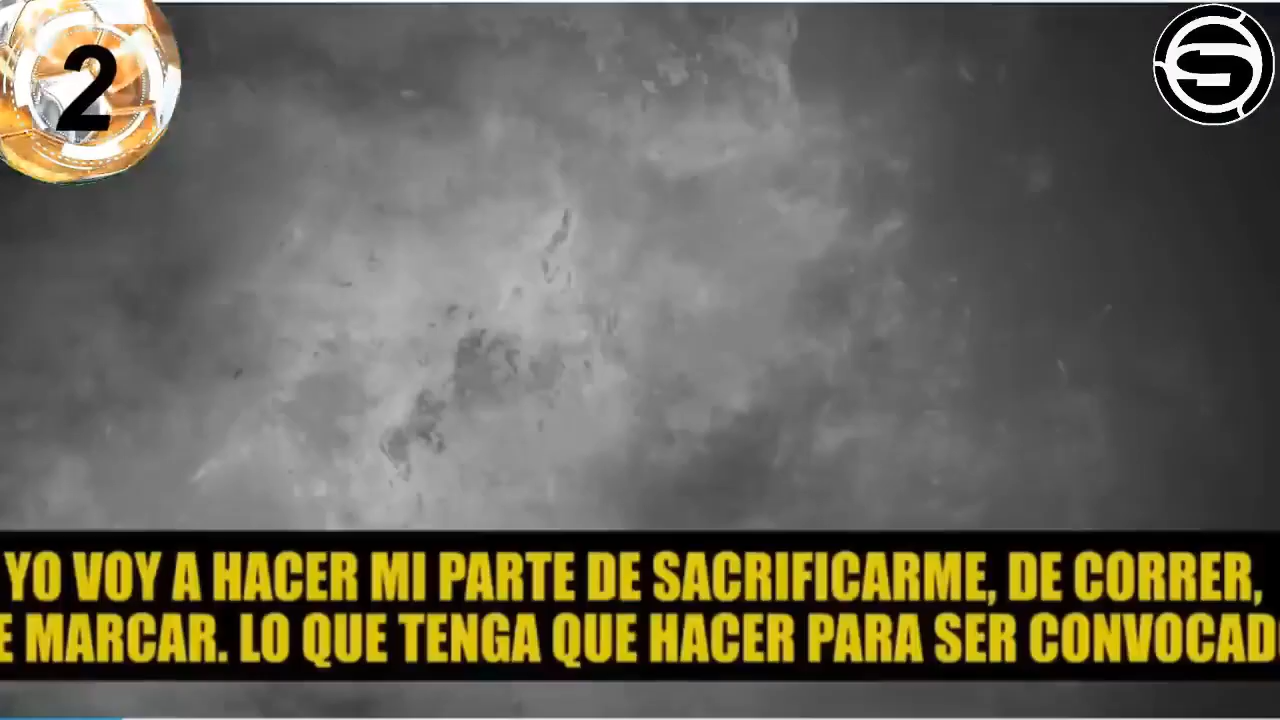 2
S
YO VOY A HACER MI PARTE DE SACRIFICARME, DE CORRER,
E MARCAR. LO QUE TENGA QUE HACER PARA SER CONVOCAD